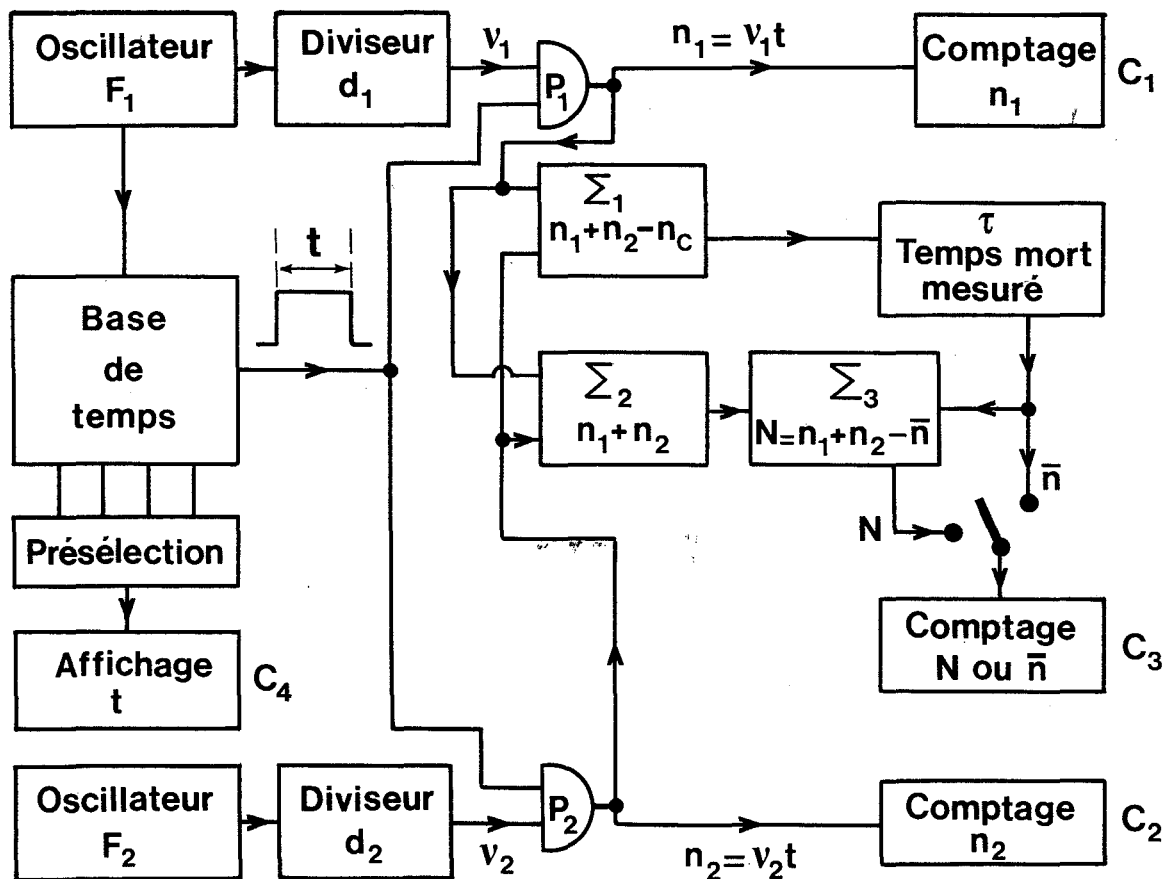 Oscillateur
F₁
Diviseur
d₁
ν₁
P₁
n₁ = ν₁t
Comptage
n₁
C₁
t
Base
de
temps
Σ₁
n₁+n₂−n_C
τ
Temps mort
mesuré
Σ₂
n₁+n₂
Σ₃
N=n₁+n₂−n̄
n̄
N
Présélection
Affichage
t
C₄
Comptage
N ou n̄
C₃
Oscillateur
F₂
Diviseur
d₂
ν₂
P₂
n₂ = ν₂t
Comptage
n₂
C₂